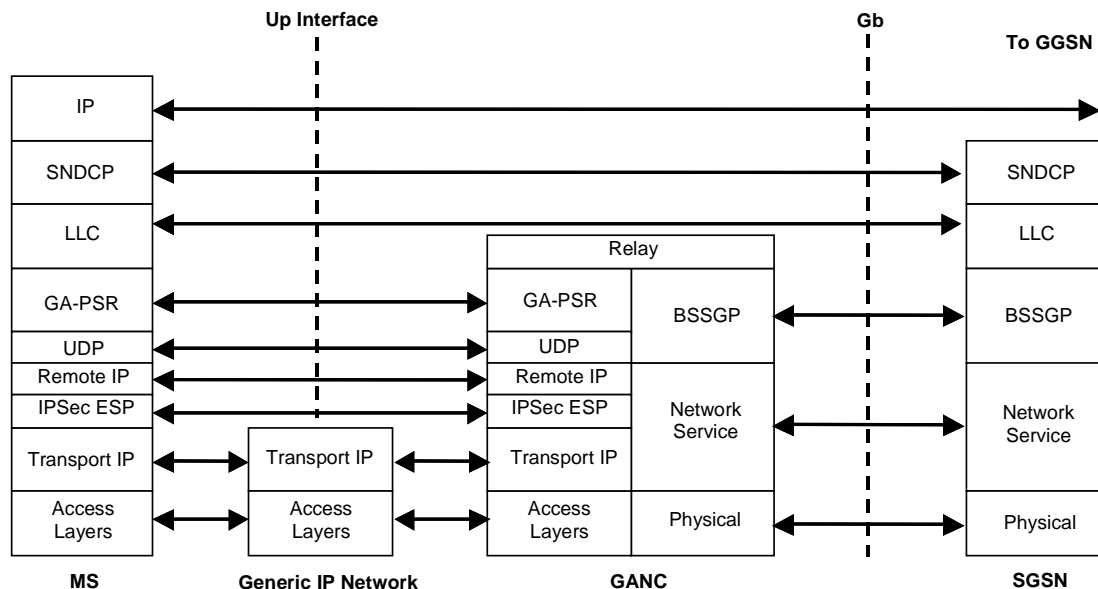 Up Interface
Gb
To GGSN
IP
SNDCP
SNDCP
LLC
LLC
Relay
GA-PSR
GA-PSR
BSSGP
BSSGP
UDP
UDP
Remote IP
Remote IP
IPSec ESP
IPSec ESP
Network
Service
Network
Service
Transport IP
Transport IP
Transport IP
Access
Layers
Access
Layers
Access
Layers
Physical
Physical
MS
Generic IP Network
GANC
SGSN